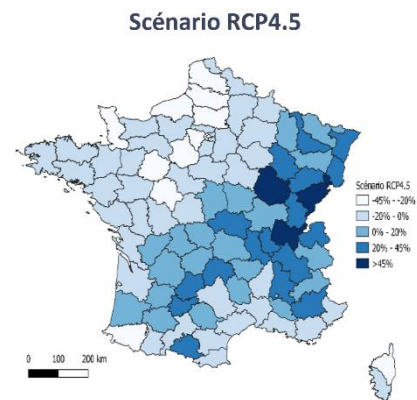 Scénario RCP4.5
Scénario RCP4.5
-45% - -20%
-20% - 0%
0% - 20%
20% - 45%
>45%
0 100 200 km